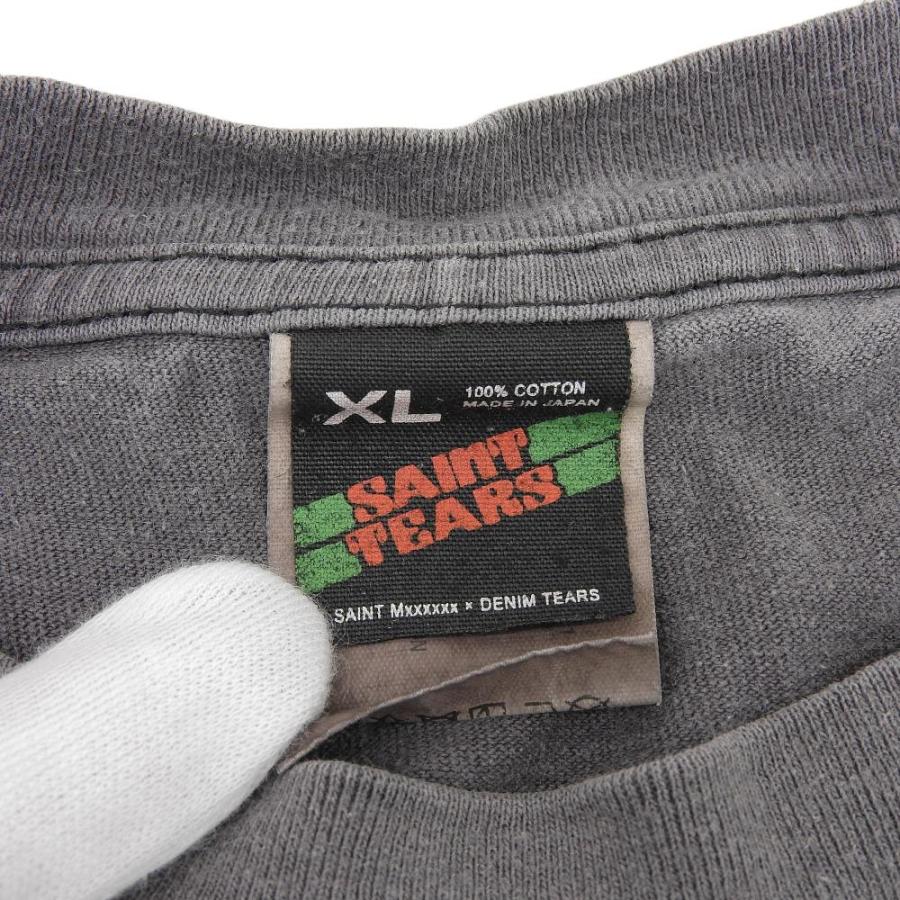 XL
100% COTTON
MADE IN JAPAN
SAINT
TEARS
SAINT Mxxxxxx × DENIM TEARS